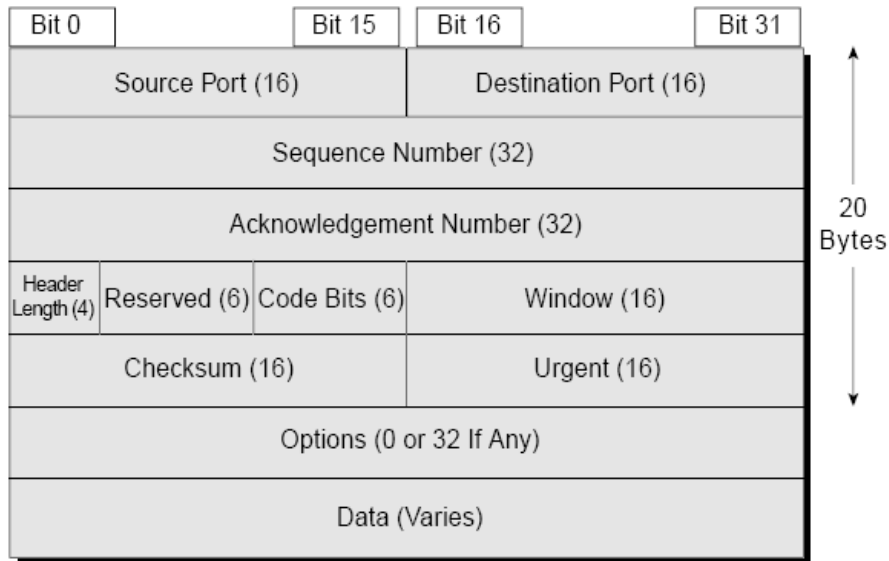 Bit 0
Bit 15
Bit 16
Bit 31
Source Port (16)
Destination Port (16)
Sequence Number (32)
Acknowledgement Number (32)
20
Bytes
Header
Length (4)
Reserved (6)
Code Bits (6)
Window (16)
Checksum (16)
Urgent (16)
Options (0 or 32 If Any)
Data (Varies)